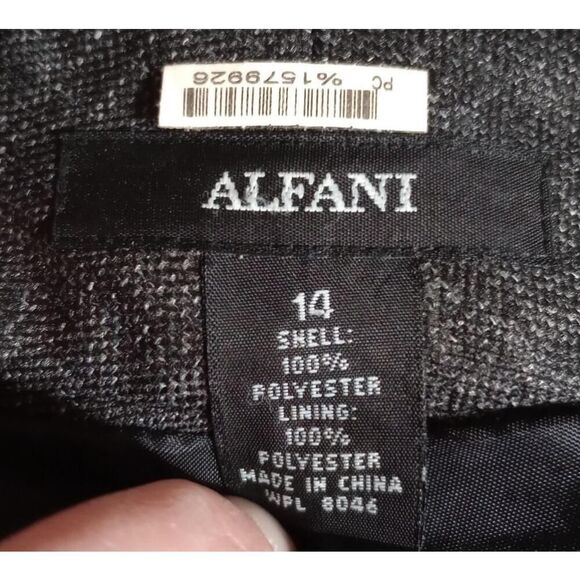 PC
%1579926
ALFANI
14
SHELL:
100%
POLYESTER
LINING:
100%
POLYESTER
MADE IN CHINA
WPL 8046